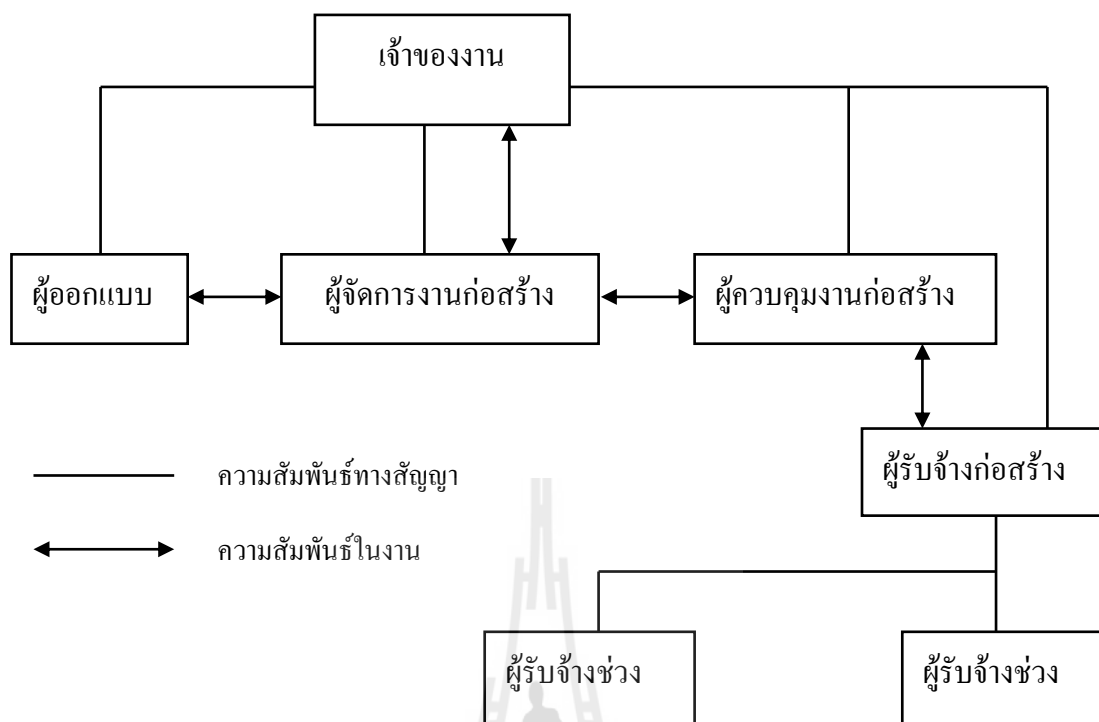 เจ้าของงาน
ผู้ออกแบบ
ผู้จัดการงานก่อสร้าง
ผู้ควบคุมงานก่อสร้าง
ผู้รับจ้างก่อสร้าง
ความสัมพันธ์ทางสัญญา
ความสัมพันธ์ในงาน
ผู้รับจ้างช่วง
ผู้รับจ้างช่วง